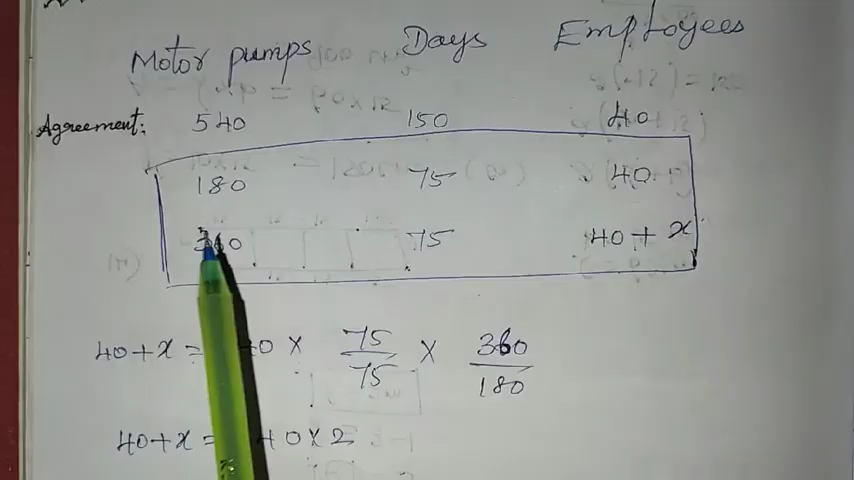 Motor pumps Days Employees
Agreement: 540 150 40
180 75 40
360 75 40 + x
40 + x = 40 × 75/75 × 360/180
40 + x = 40 × 2